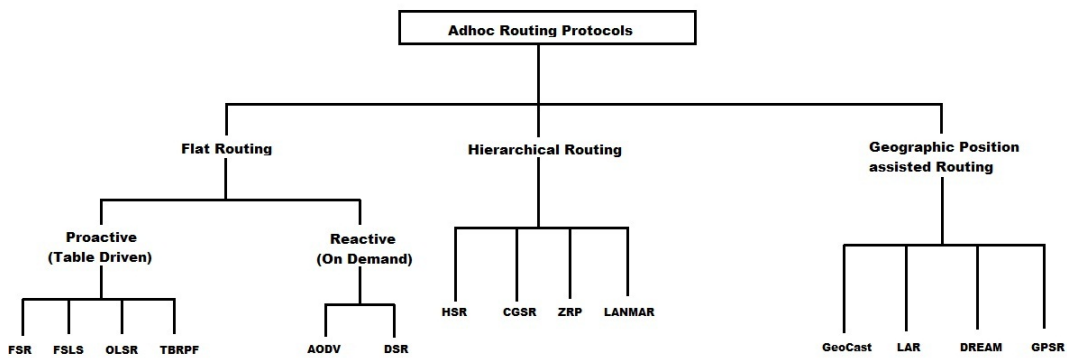 Adhoc Routing Protocols
Flat Routing
Hierarchical Routing
Geographic Position
assisted Routing
Proactive
(Table Driven)
Reactive
(On Demand)
FSR
FSLS
OLSR
TBRPF
AODV
DSR
HSR
CGSR
ZRP
LANMAR
GeoCast
LAR
DREAM
GPSR